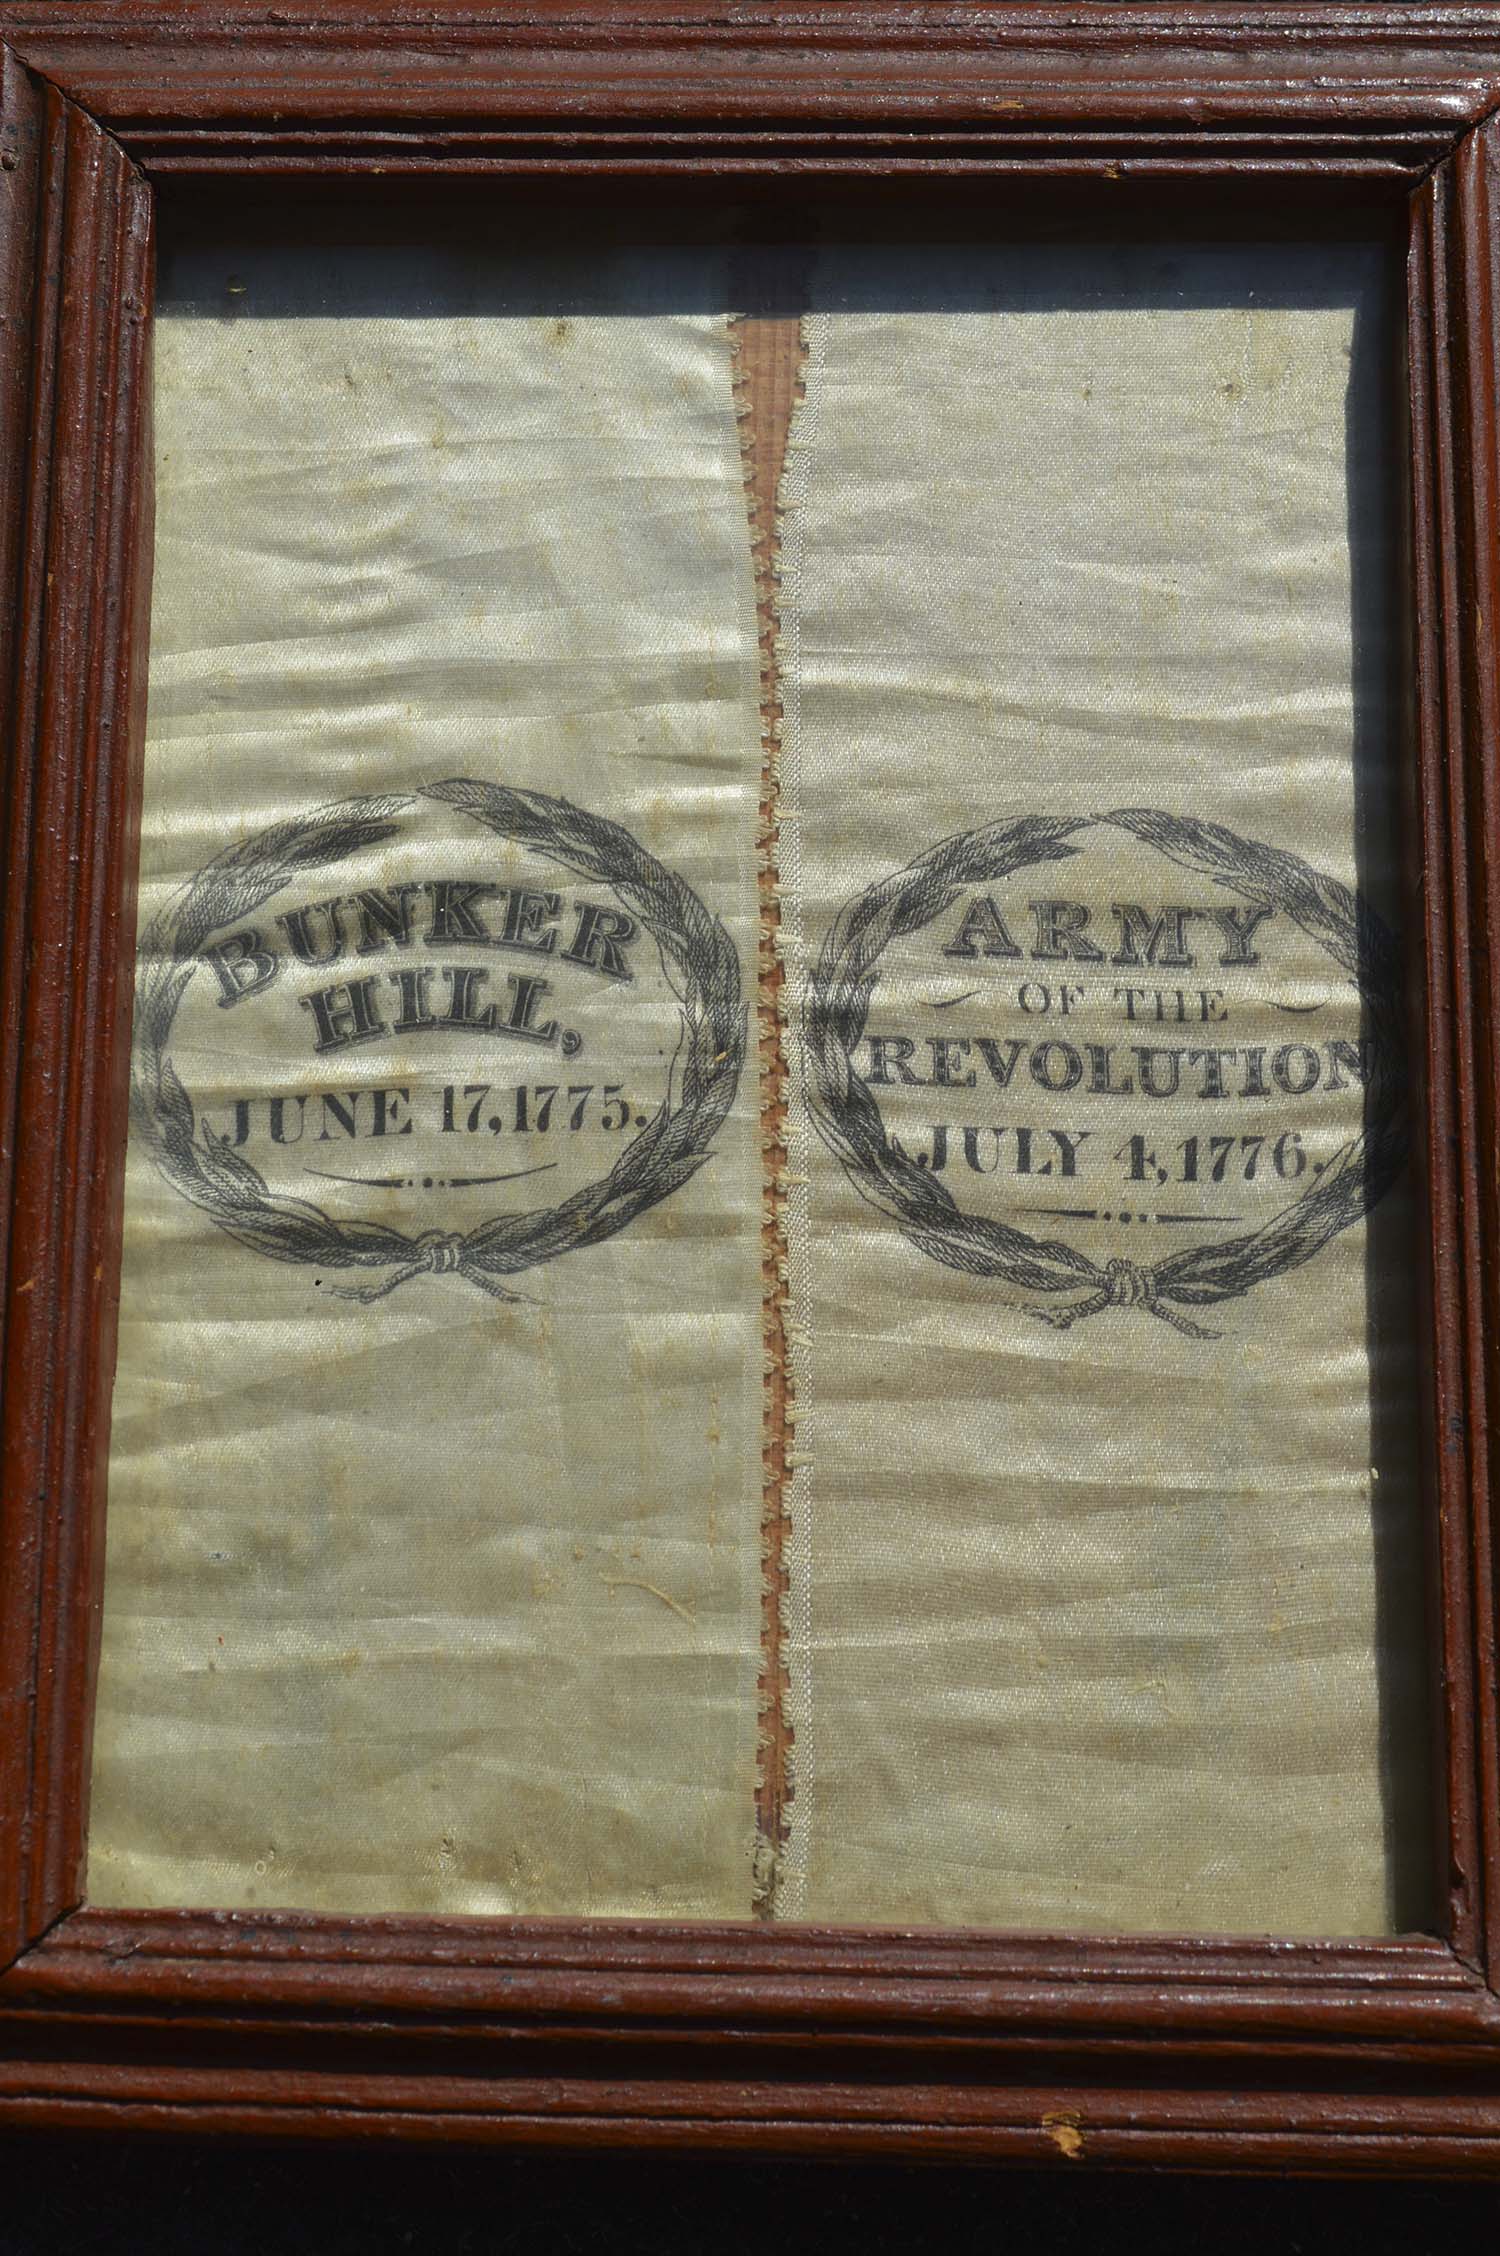 BUNKER
HILL,
JUNE 17, 1775.
ARMY
OF THE
REVOLUTION
JULY 4, 1776.